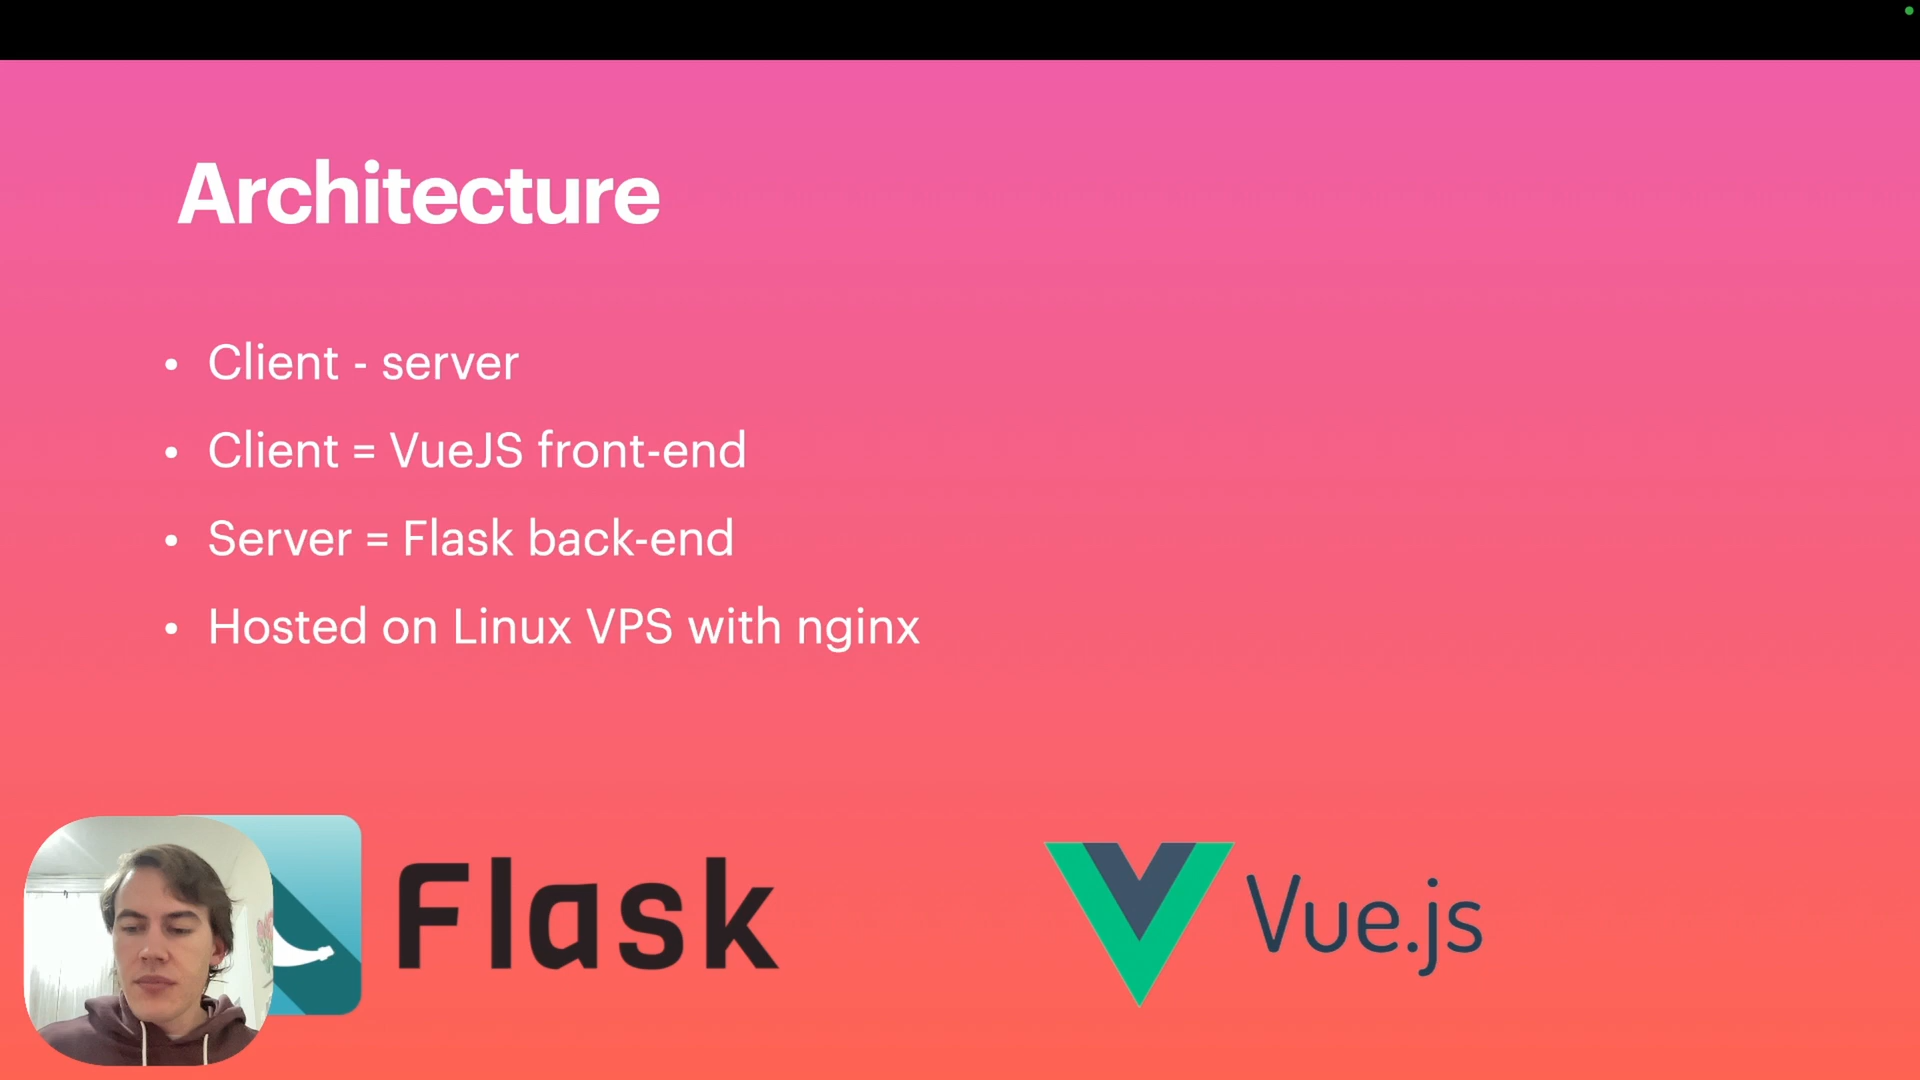 Architecture
• Client - server
• Client = VueJS front-end
• Server = Flask back-end
• Hosted on Linux VPS with nginx
Flask
Vue.js